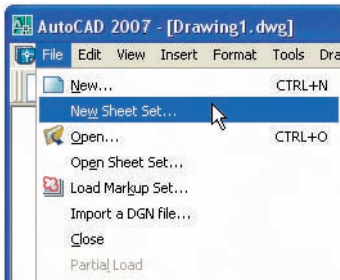 AutoCAD 2007 - [Drawing1.dwg]
File Edit View Insert Format Tools Dra
New... CTRL+N
New Sheet Set...
Open... CTRL+O
Open Sheet Set...
Load Markup Set...
Import a DGN file...
Close
Partial Load